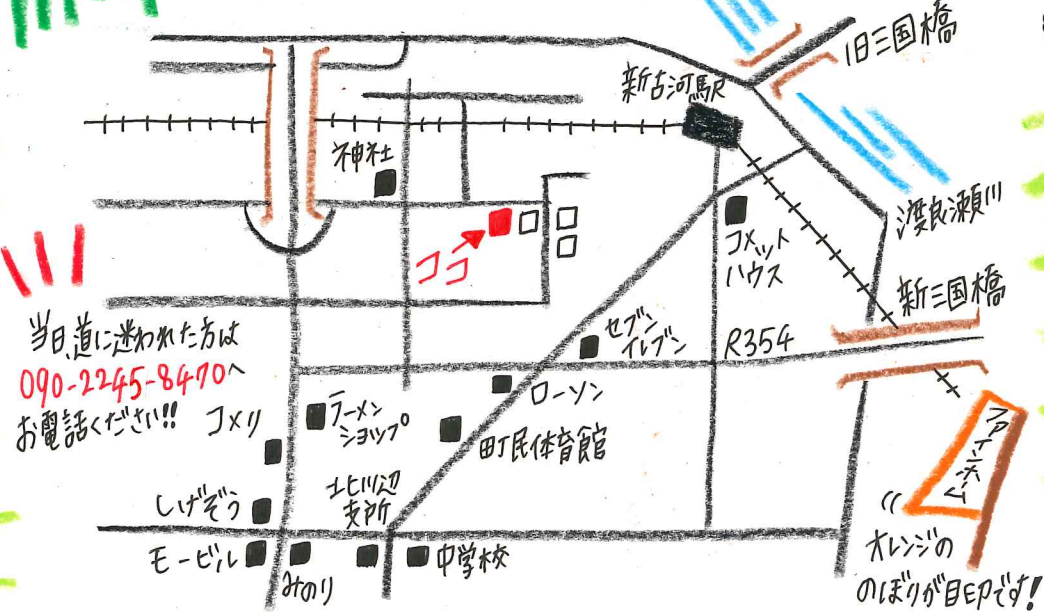 旧三国橋
新古河駅
神社
渡良瀬川
コメット
ハウス
ココ
新三国橋
セブン
イレブン
R354
当日、道に迷われた方は
090-2245-8470へ
お電話ください!!
コメリ
ラーメン
ショップ
ローソン
町民体育館
ファインホーム
しげぞう
北川辺
支所
モービル
みのり
中学校
オレンジの
のぼりが目印です!